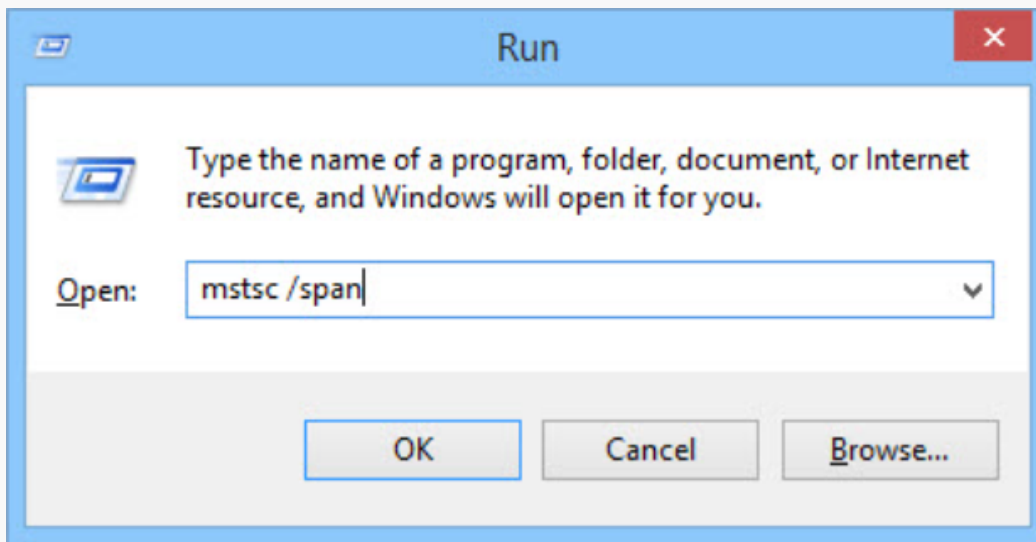 Run
Type the name of a program, folder, document, or Internet
resource, and Windows will open it for you.
Open: mstsc /span
OK Cancel Browse...